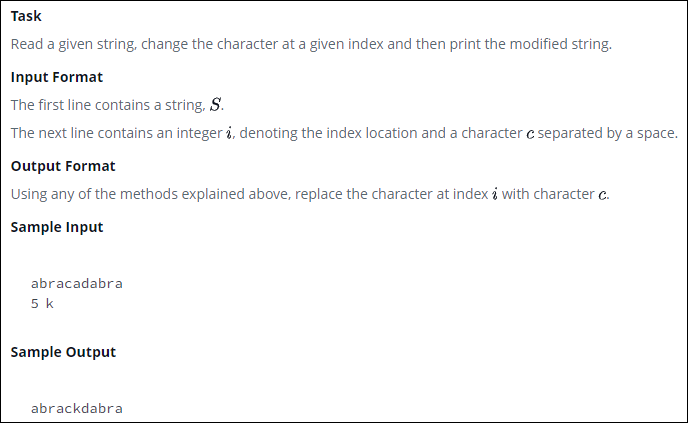 Task
Read a given string, change the character at a given index and then print the modified string.
Input Format
The first line contains a string, S.
The next line contains an integer i, denoting the index location and a character c separated by a space.
Output Format
Using any of the methods explained above, replace the character at index i with character c.
Sample Input
abracadabra
5 k
Sample Output
abrackdabra